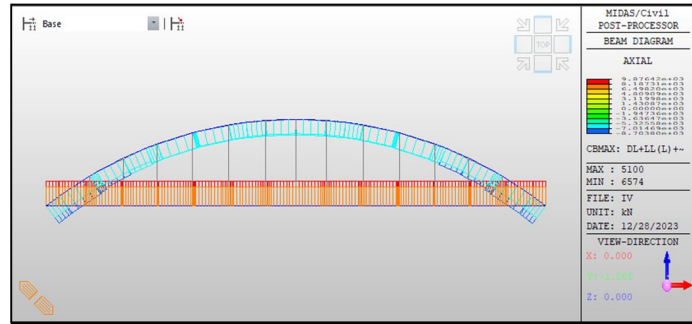 Base
TOP
MIDAS/Civil
POST-PROCESSOR
BEAM DIAGRAM
AXIAL
9.87642e+03
8.18731e+03
6.49820e+03
4.80909e+03
3.11998e+03
1.43087e+03
0.00000e+00
-1.94736e+03
-3.63647e+03
-5.32558e+03
-7.01469e+03
-8.70380e+03
CBMAX: DL+LL(L)+~
MAX : 5100
MIN : 6574
FILE: IV
UNIT: kN
DATE: 12/28/2023
VIEW-DIRECTION
X: 0.000
Z: 0.000